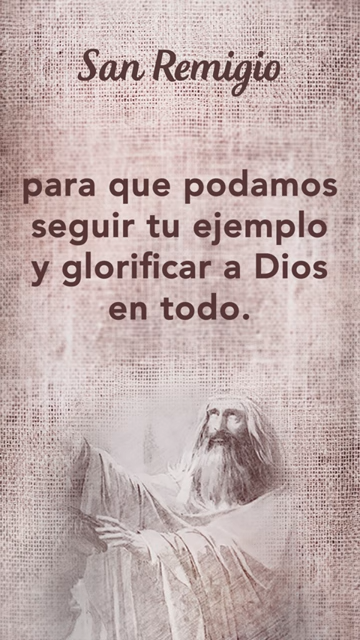 San Remigio
para que podamos
seguir tu ejemplo
y glorificar a Dios
en todo.